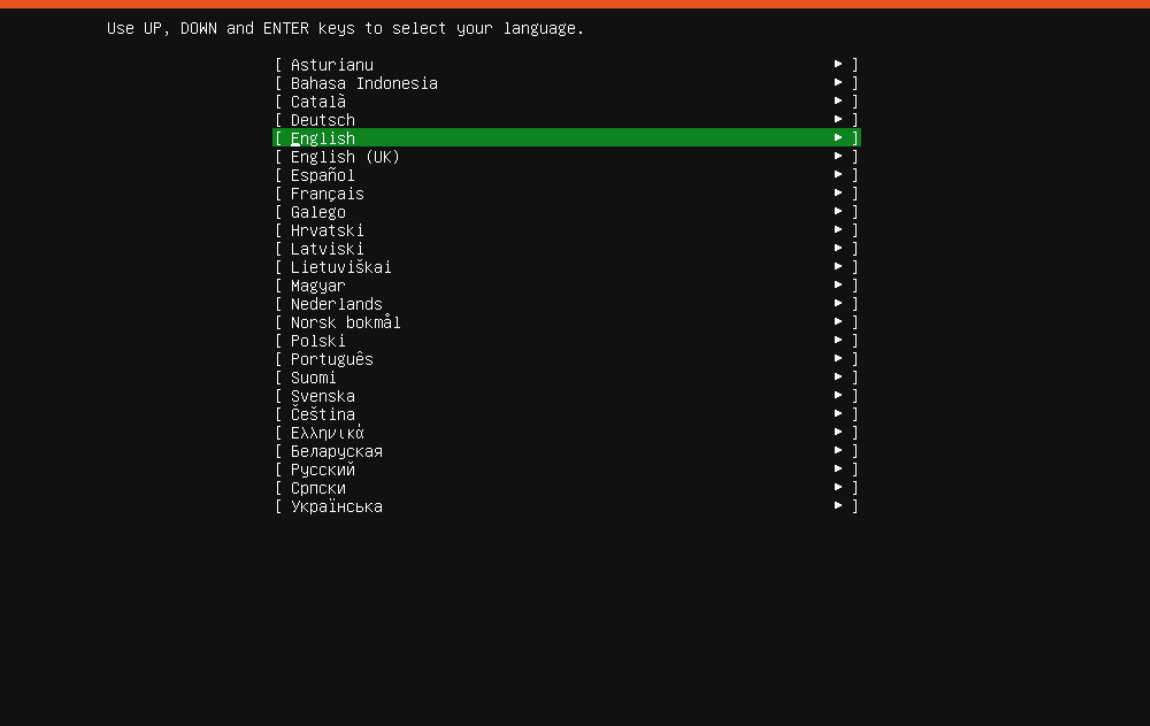 Use UP, DOWN and ENTER keys to select your language.
[ Asturianu ► ]
[ Bahasa Indonesia ► ]
[ Català ► ]
[ Deutsch ► ]
[ English ► ]
[ English (UK) ► ]
[ Español ► ]
[ Français ► ]
[ Galego ► ]
[ Hrvatski ► ]
[ Latviski ► ]
[ Lietuviškai ► ]
[ Magyar ► ]
[ Nederlands ► ]
[ Norsk bokmål ► ]
[ Polski ► ]
[ Português ► ]
[ Suomi ► ]
[ Svenska ► ]
[ Čeština ► ]
[ Ελληνικά ► ]
[ Беларуская ► ]
[ Русский ► ]
[ Српски ► ]
[ Українська ► ]